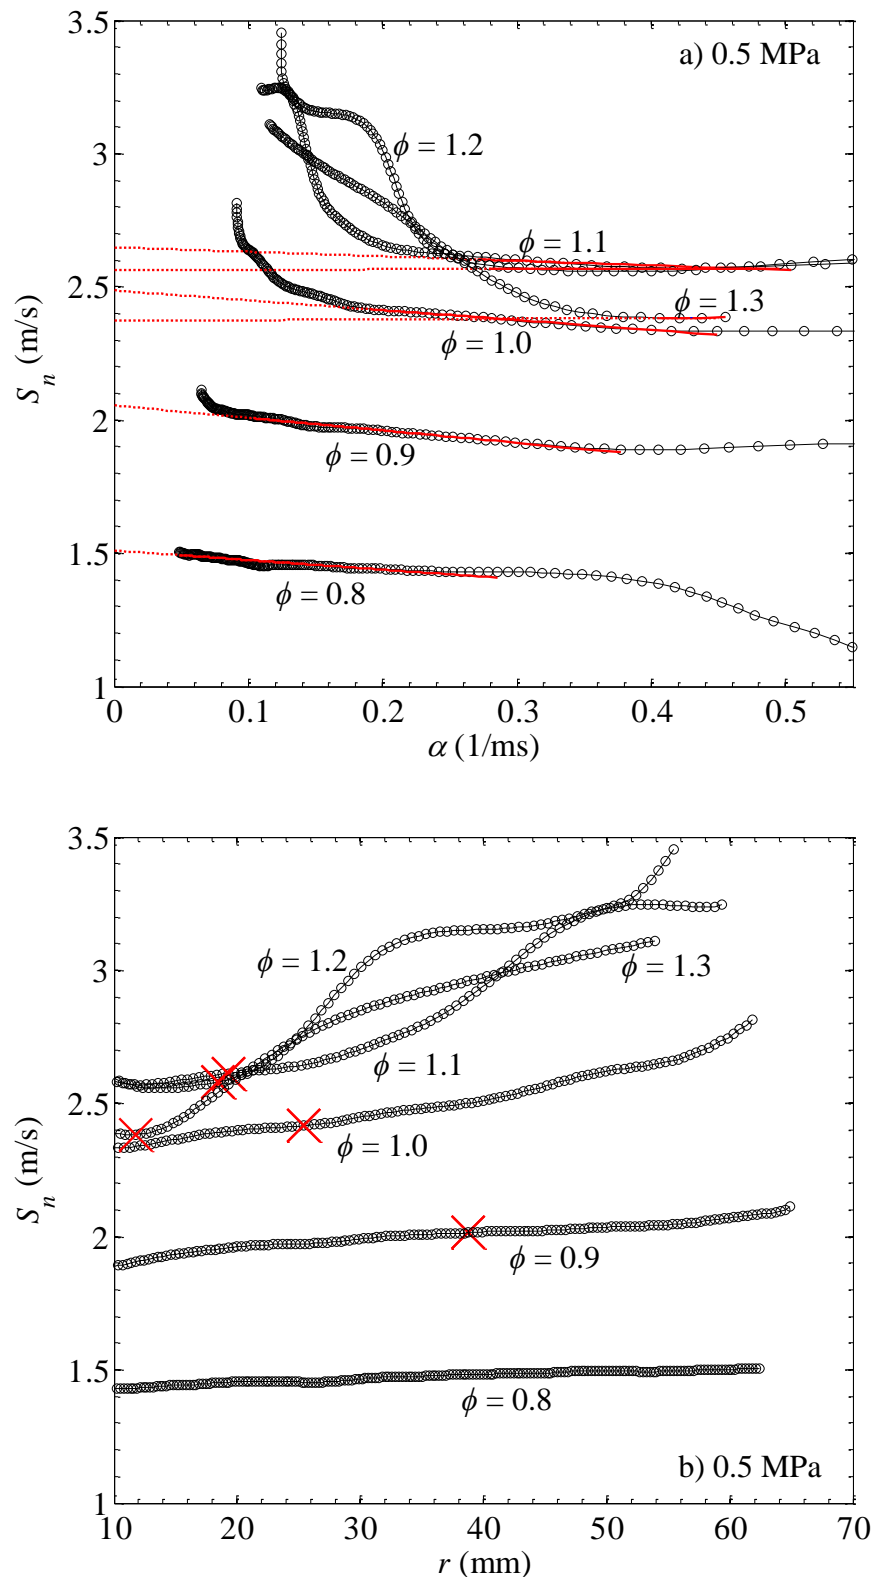 3.5
a) 0.5 MPa
ϕ = 1.2
3
ϕ = 1.1
2.5
ϕ = 1.3
ϕ = 1.0
S_n (m/s)
2
ϕ = 0.9
1.5
ϕ = 0.8
1
0 0.1 0.2 0.3 0.4 0.5
α (1/ms)
3.5
ϕ = 1.2
ϕ = 1.3
3
ϕ = 1.1
2.5
ϕ = 1.0
S_n (m/s)
2
ϕ = 0.9
1.5
ϕ = 0.8
b) 0.5 MPa
1
10 20 30 40 50 60 70
r (mm)